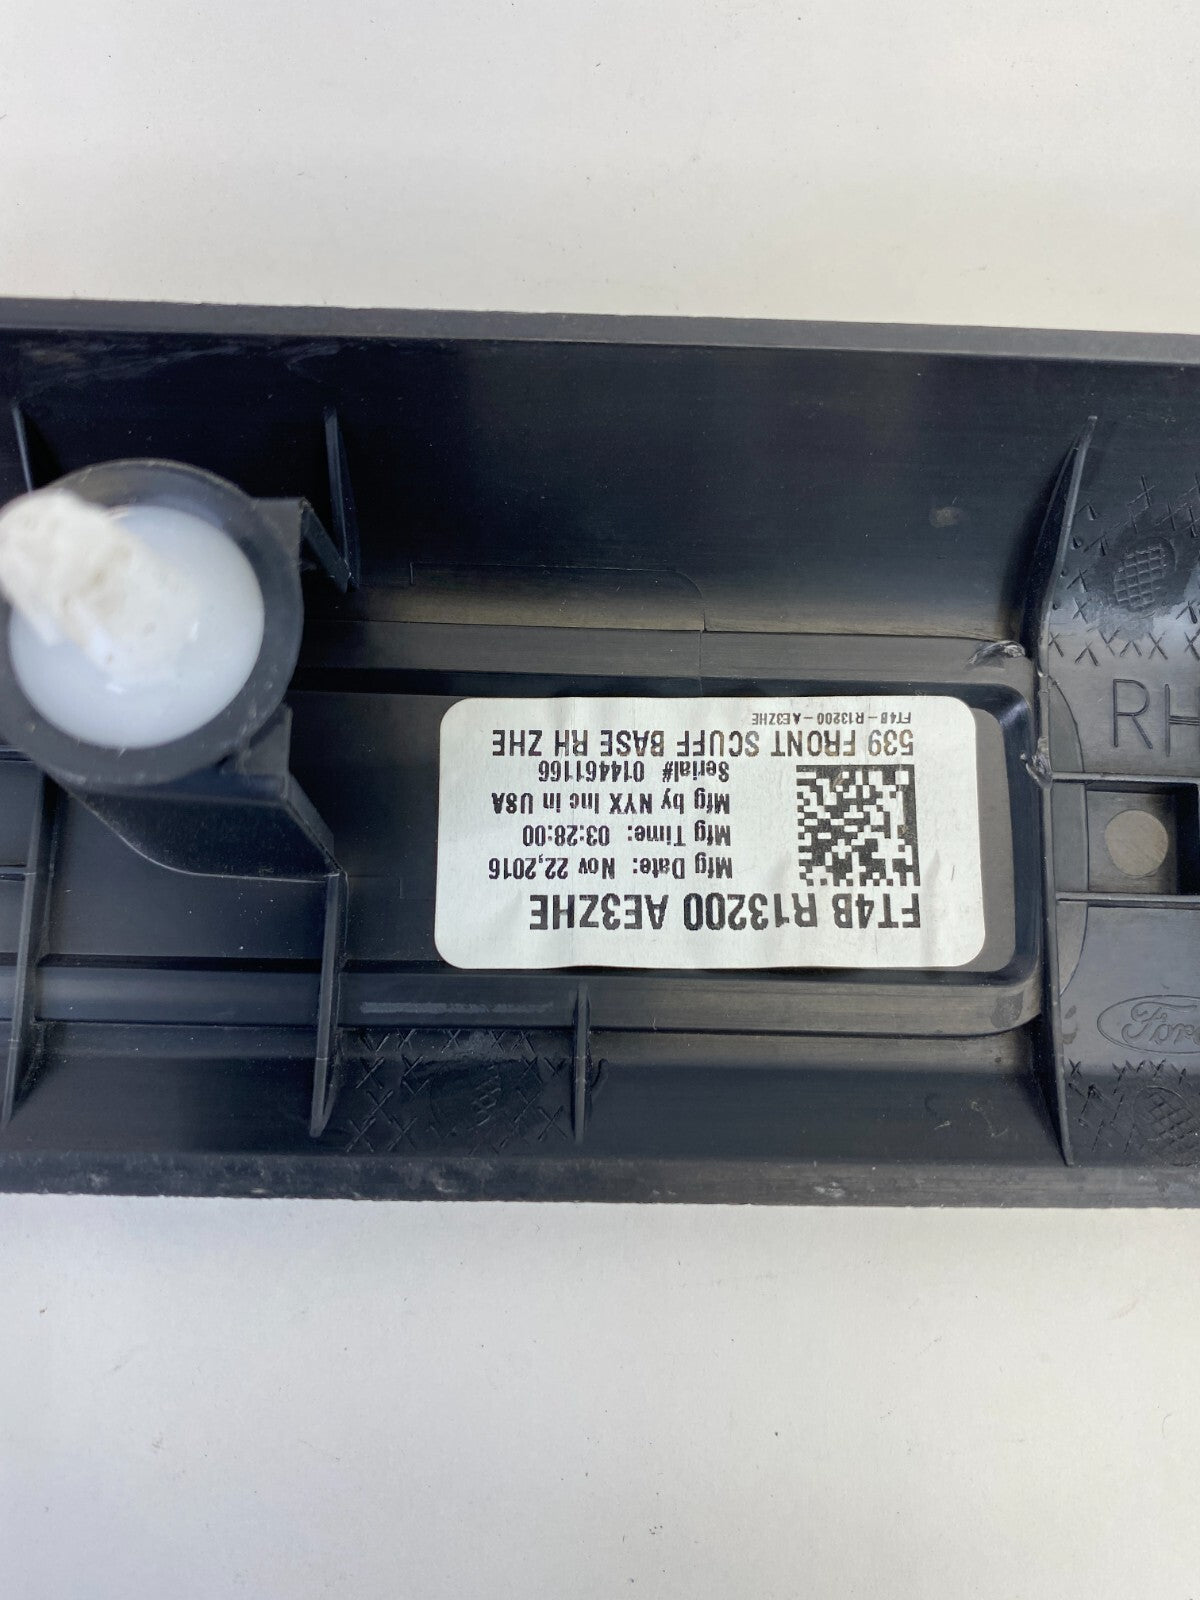 FT4B R13200 AE3ZHE
Mfg Date: Nov 22,2016
Mfg Time: 03:28:00
Mfg by NYX Inc in USA
Serial# 014461166
539 FRONT SCUFF BASE RH ZHE
FT4B-R13200-AE3ZHE
RH
Ford